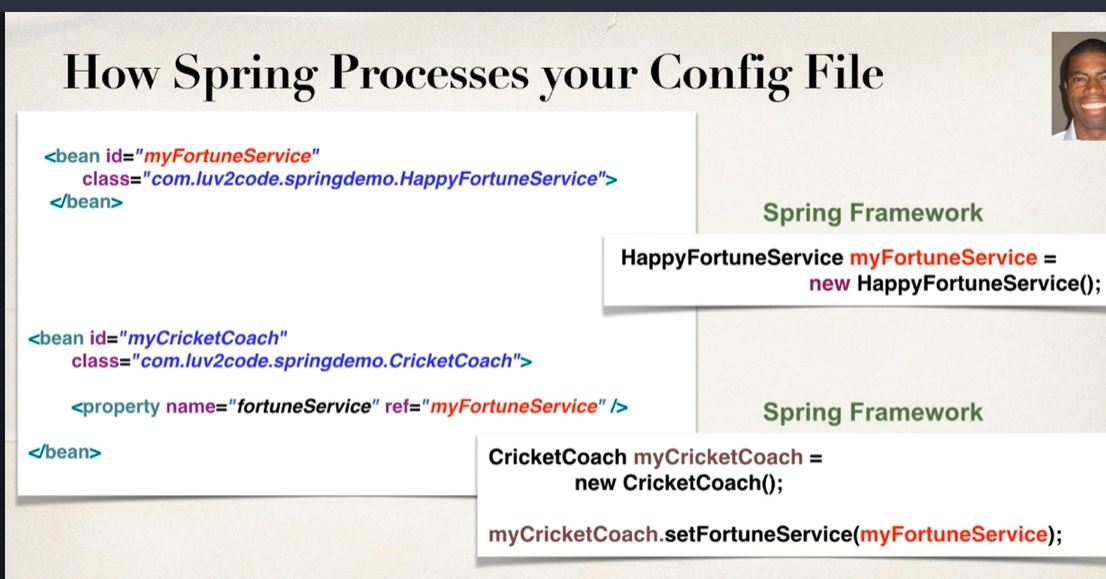 How Spring Processes your Config File
<bean id="myFortuneService"
class="com.luv2code.springdemo.HappyFortuneService">
</bean>
Spring Framework
HappyFortuneService myFortuneService =
new HappyFortuneService();
<bean id="myCricketCoach"
class="com.luv2code.springdemo.CricketCoach">
<property name="fortuneService" ref="myFortuneService" />
</bean>
Spring Framework
CricketCoach myCricketCoach =
new CricketCoach();
myCricketCoach.setFortuneService(myFortuneService);